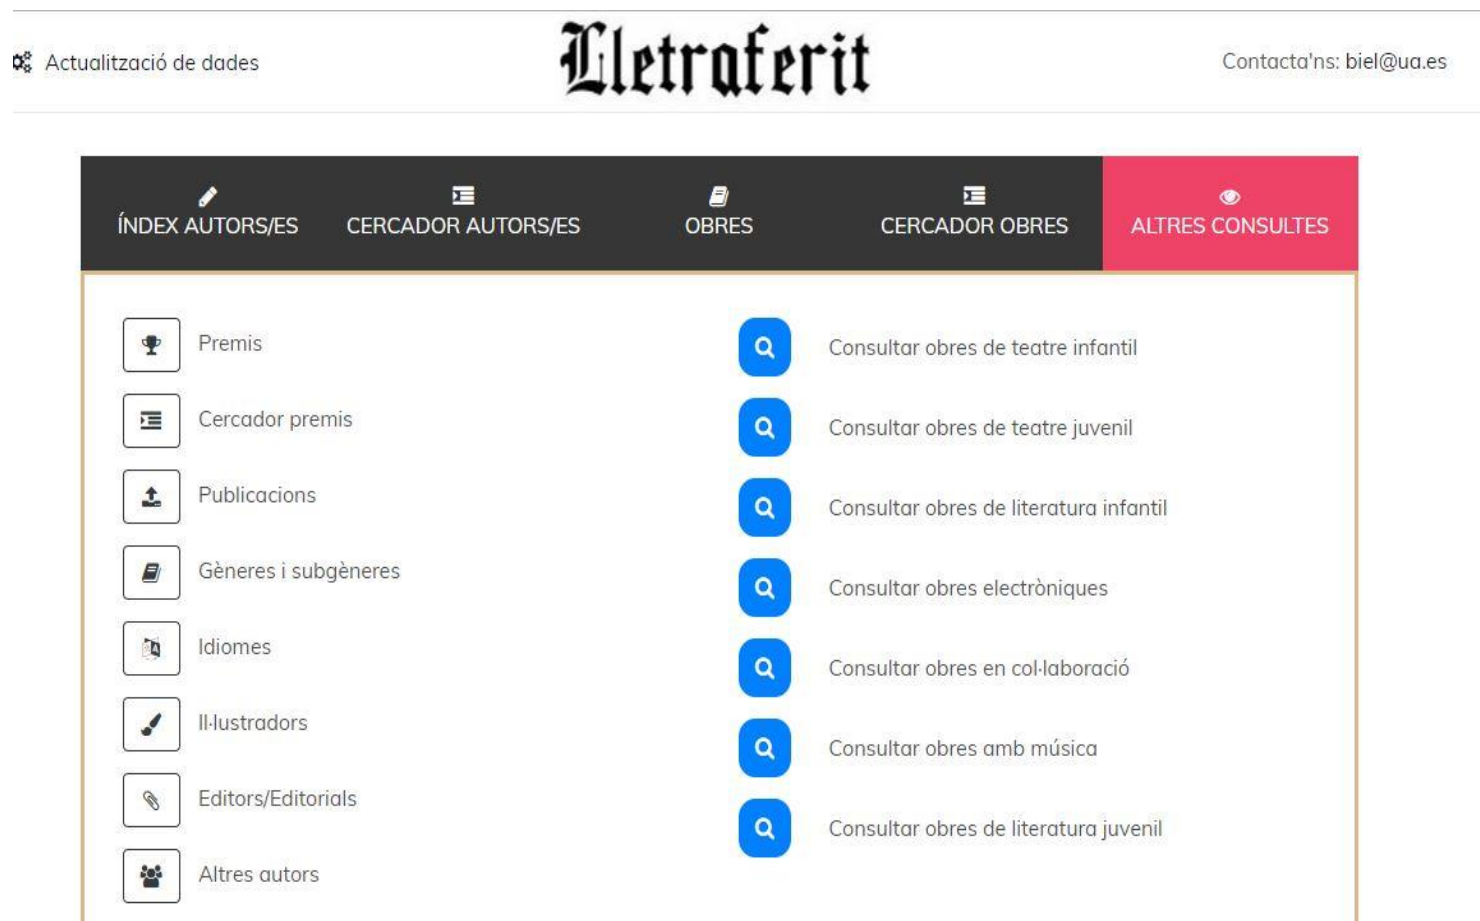 Actualització de dades
Lletraferit
Contacta'ns: biel@ua.es
ÍNDEX AUTORS/ES
CERCADOR AUTORS/ES
OBRES
CERCADOR OBRES
ALTRES CONSULTES
Premis
Cercador premis
Publicacions
Gèneres i subgèneres
Idiomes
Il·lustradors
Editors/Editorials
Altres autors
Consultar obres de teatre infantil
Consultar obres de teatre juvenil
Consultar obres de literatura infantil
Consultar obres electròniques
Consultar obres en col·laboració
Consultar obres amb música
Consultar obres de literatura juvenil